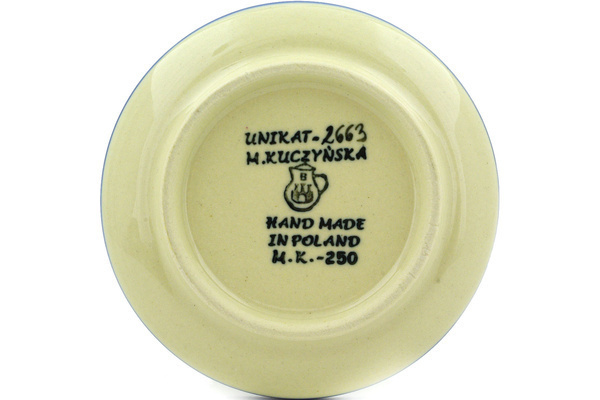 UNIKAT-2663
M.KUCZYŃSKA
B
HAND MADE
IN POLAND
M.K.-250